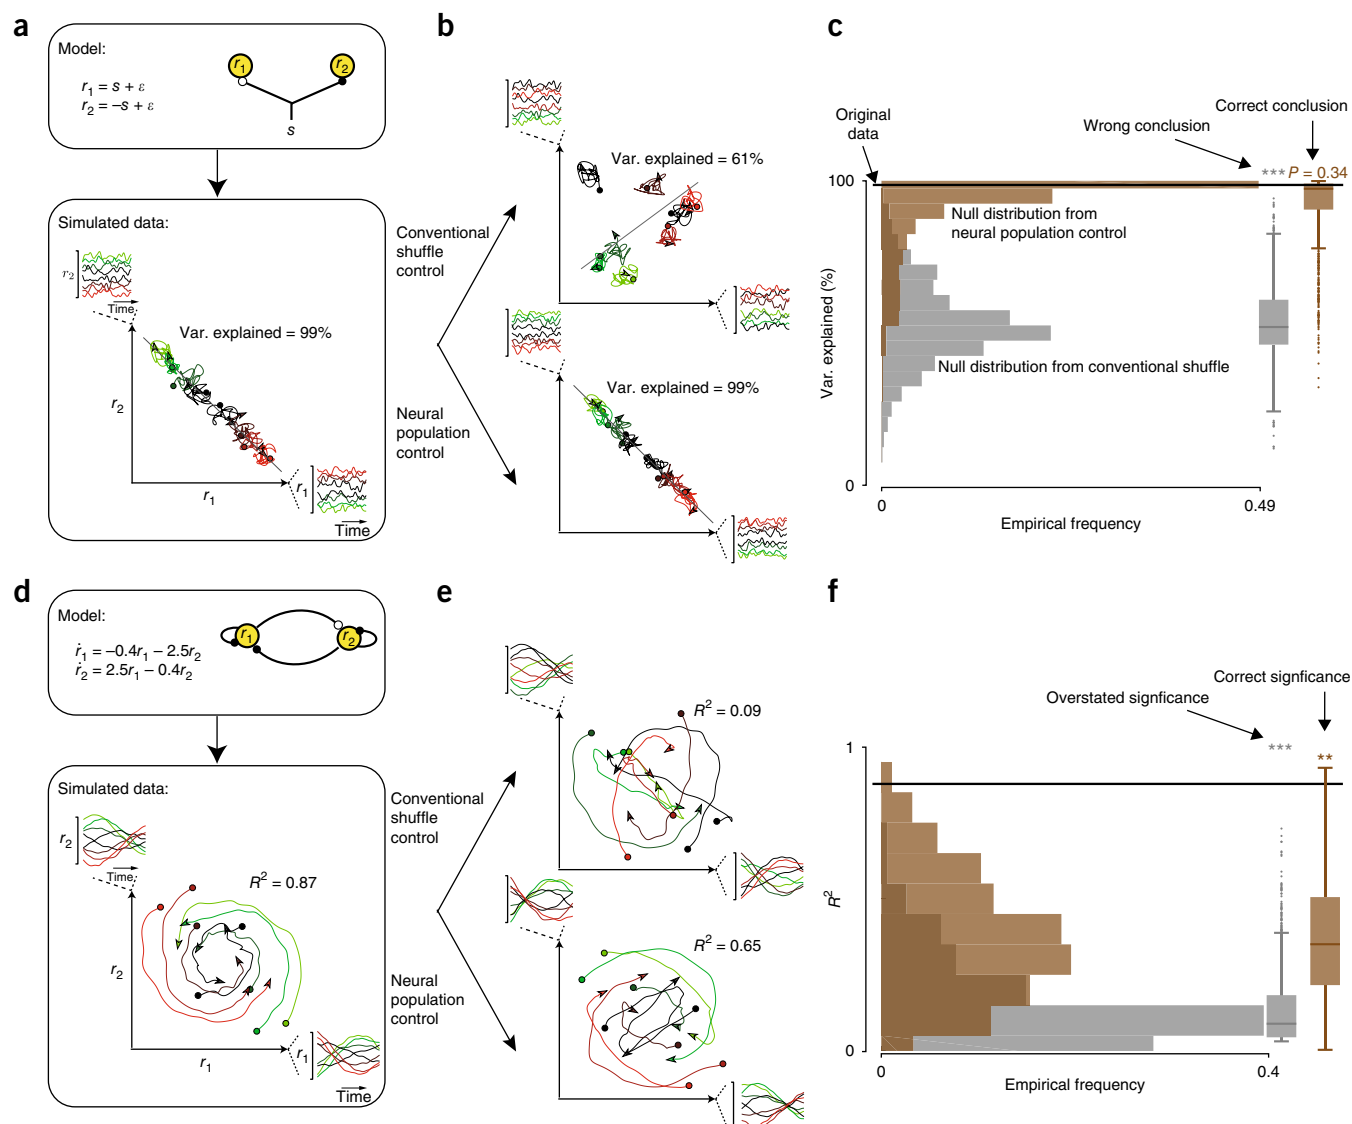 a
Model:
r1 = s + ε
r2 = –s + ε
r1
r2
s
Simulated data:
r2
Time
Var. explained = 99%
r2
r1
r1
Time
b
Conventional
shuffle
control
Neural
population
control
Var. explained = 61%
Var. explained = 99%
c
Original
data
Wrong conclusion
Correct conclusion
***
P = 0.34
100
Null distribution from
neural population control
Var. explained (%)
Null distribution from conventional shuffle
0
0
0.49
Empirical frequency
d
Model:
ṙ1 = –0.4r1 – 2.5r2
ṙ2 = 2.5r1 – 0.4r2
r1
r2
Simulated data:
r2
Time
R2 = 0.87
r2
r1
r1
Time
e
Conventional
shuffle
control
Neural
population
control
R2 = 0.09
R2 = 0.65
f
Correct signficance
Overstated signficance
***
**
1
R2
0
0
0.4
Empirical frequency